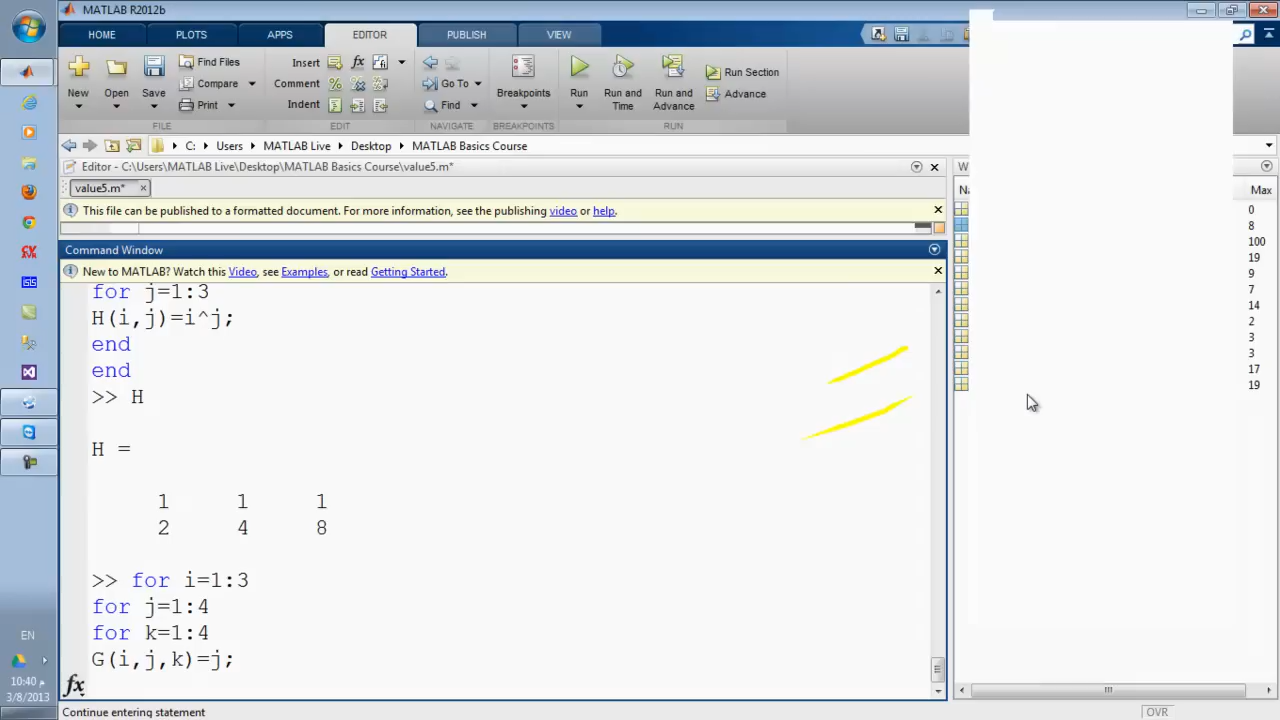 MATLAB R2012b
HOME PLOTS APPS EDITOR PUBLISH VIEW
New Open Save Find Files Compare Print
Insert fx Comment Indent
Go To Find
Breakpoints
Run Run and Time Run and Advance Run Section Advance
FILE EDIT NAVIGATE BREAKPOINTS RUN
C: Users MATLAB Live Desktop MATLAB Basics Course
Editor - C:\Users\MATLAB Live\Desktop\MATLAB Basics Course\value5.m*
value5.m*
This file can be published to a formatted document. For more information, see the publishing video or help.
Command Window
New to MATLAB? Watch this Video, see Examples, or read Getting Started.
for j=1:3
H(i,j)=i^j;
end
end
>> H
H =
1 1 1
2 4 8
>> for i=1:3
for j=1:4
for k=1:4
G(i,j,k)=j;
fx
Continue entering statement
OVR
Max
0
8
100
19
9
7
14
2
3
3
17
19
EN
10:40 م
3/8/2013